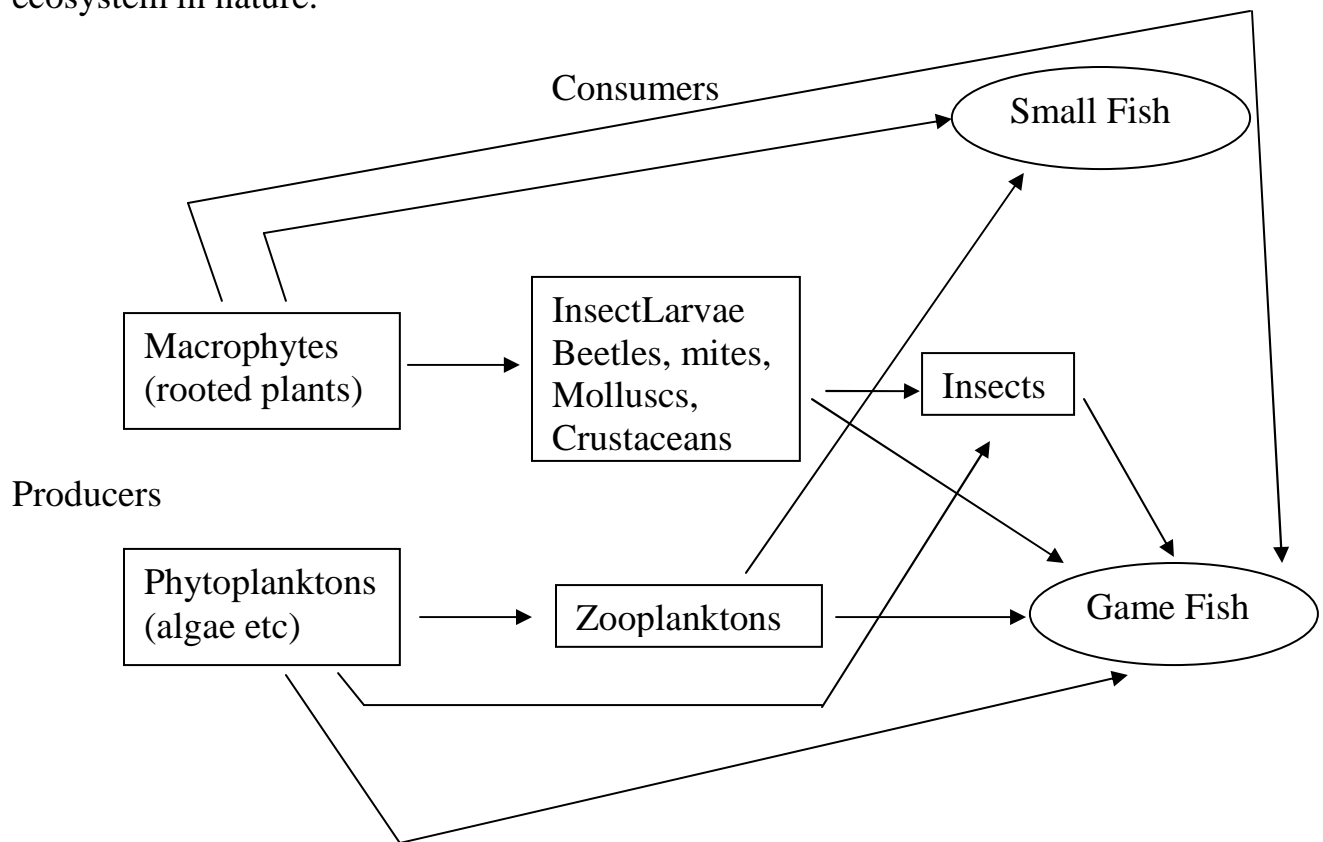 ecosystem in nature.
Consumers
Small Fish
Macrophytes
(rooted plants)
InsectLarvae
Beetles, mites,
Molluscs,
Crustaceans
Insects
Producers
Phytoplanktons
(algae etc)
Zooplanktons
Game Fish